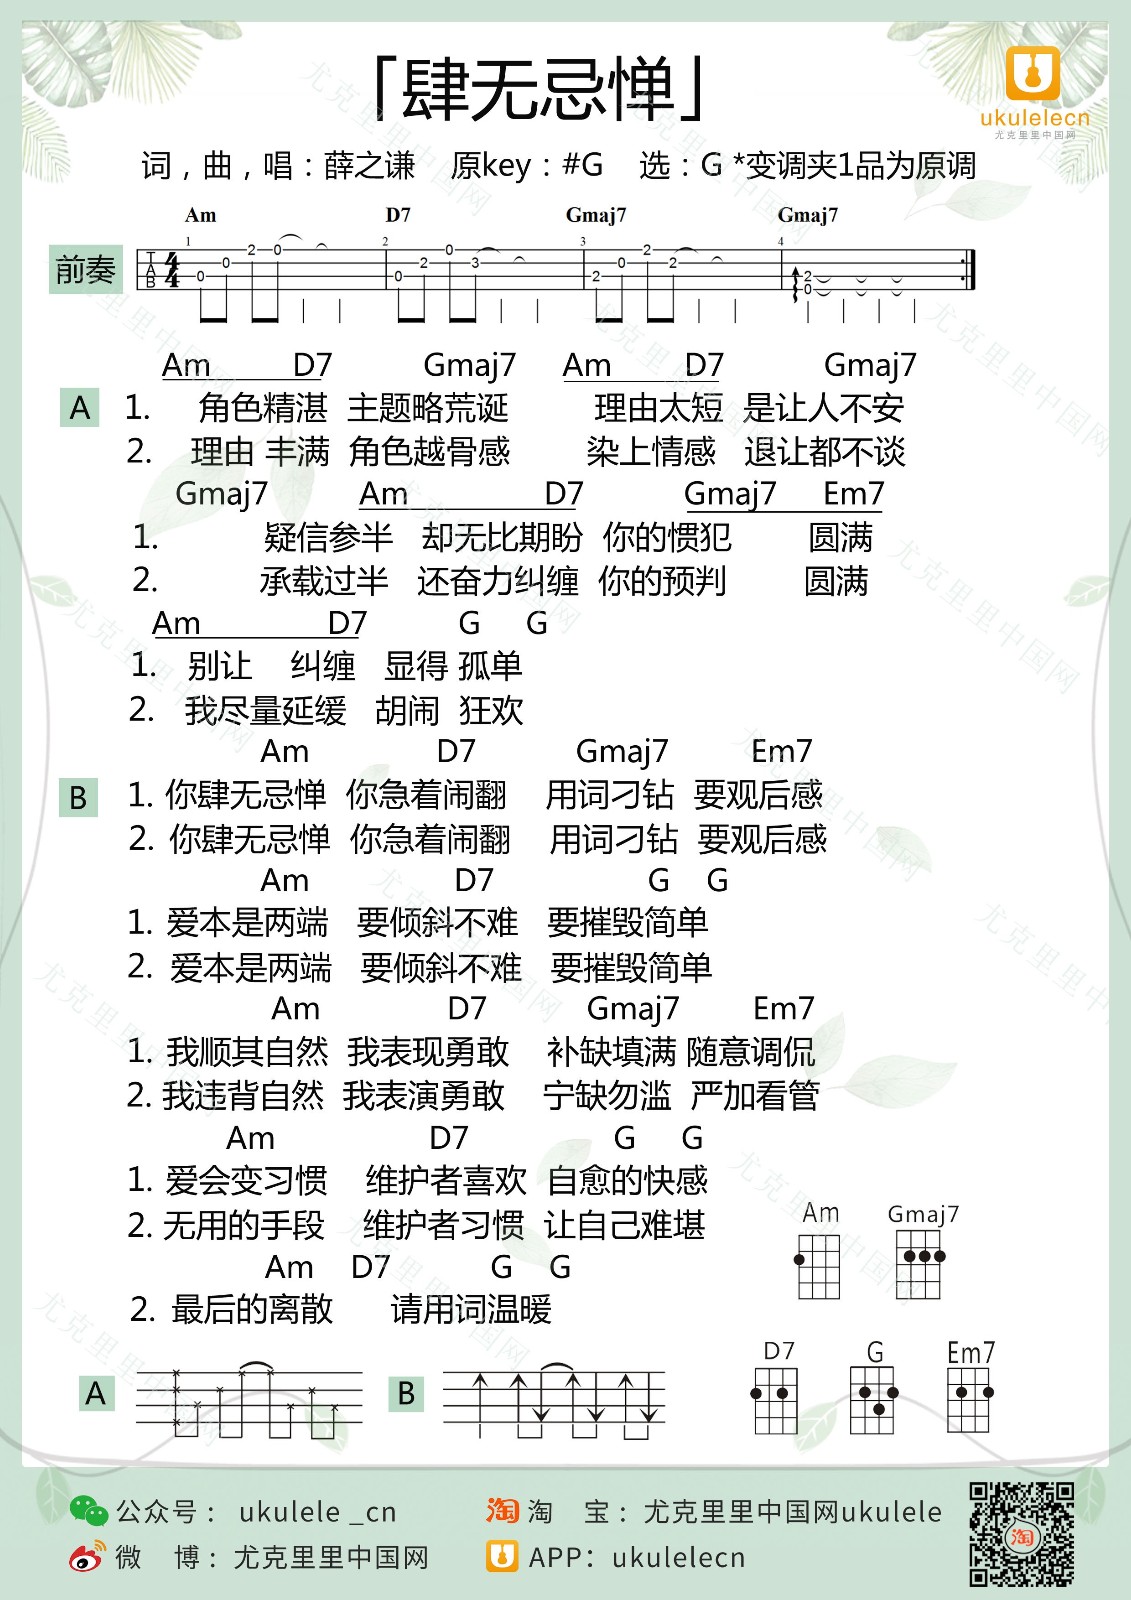 「肆无忌惮」
ukulelecn
尤克里里中国网
词，曲，唱：薛之谦 原key：#G 选：G *变调夹1品为原调
Am D7 Gmaj7 Gmaj7
前奏
1 2 3 4
T A B 4 4
0 0 2 0 0 2 0 3 2 0 2 2 2 0
Am D7 Gmaj7 Am D7 Gmaj7
A 1. 角色精湛 主题略荒诞 理由太短 是让人不安
2. 理由 丰满 角色越骨感 染上情感 退让都不谈
Gmaj7 Am D7 Gmaj7 Em7
1. 疑信参半 却无比期盼 你的惯犯 圆满
2. 承载过半 还奋力纠缠 你的预判 圆满
Am D7 G G
1. 别让 纠缠 显得 孤单
2. 我尽量延缓 胡闹 狂欢
Am D7 Gmaj7 Em7
B 1. 你肆无忌惮 你急着闹翻 用词刁钻 要观后感
2. 你肆无忌惮 你急着闹翻 用词刁钻 要观后感
Am D7 G G
1. 爱本是两端 要倾斜不难 要摧毁简单
2. 爱本是两端 要倾斜不难 要摧毁简单
Am D7 Gmaj7 Em7
1. 我顺其自然 我表现勇敢 补缺填满 随意调侃
2. 我违背自然 我表演勇敢 宁缺勿滥 严加看管
Am D7 G G
1. 爱会变习惯 维护者喜欢 自愈的快感
2. 无用的手段 维护者习惯 让自己难堪
Am Gmaj7
Am D7 G G
2. 最后的离散 请用词温暖
D7 G Em7
A B
公众号： ukulele _cn
淘 淘 宝：尤克里里中国网ukulele
微 博：尤克里里中国网
APP：ukulelecn
淘